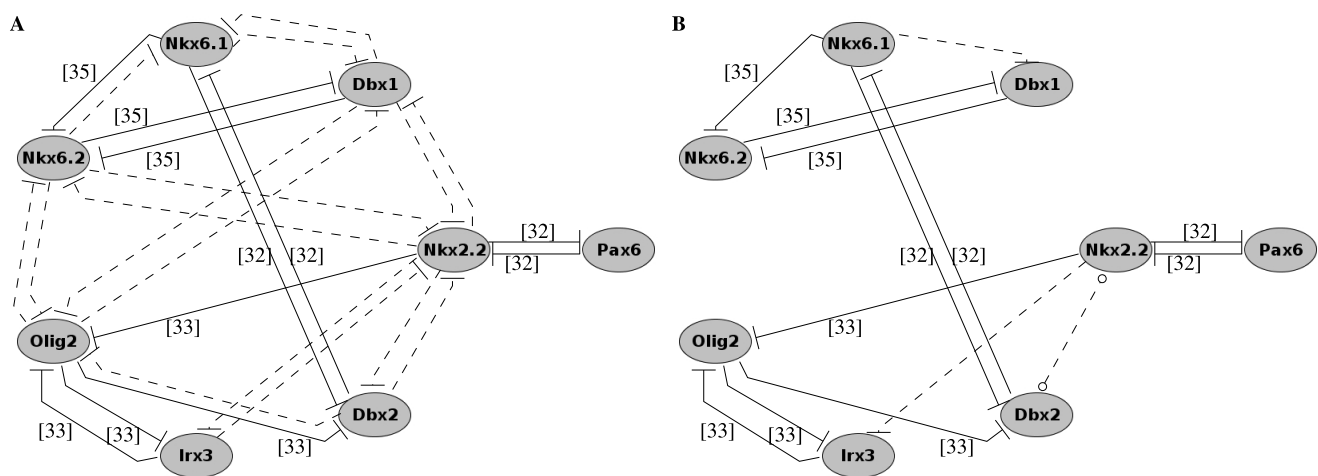 A
Nkx6.1
[35]
Dbx1
[35]
Nkx6.2
[35]
[32]
[32] [32]
Nkx2.2
Pax6
[32]
[33]
Olig2
Dbx2
[33] [33]
[33]
Irx3
B
Nkx6.1
[35]
Dbx1
[35]
Nkx6.2
[35]
[32]
[32] [32]
Nkx2.2
Pax6
[32]
[33]
Olig2
Dbx2
[33] [33]
[33]
Irx3